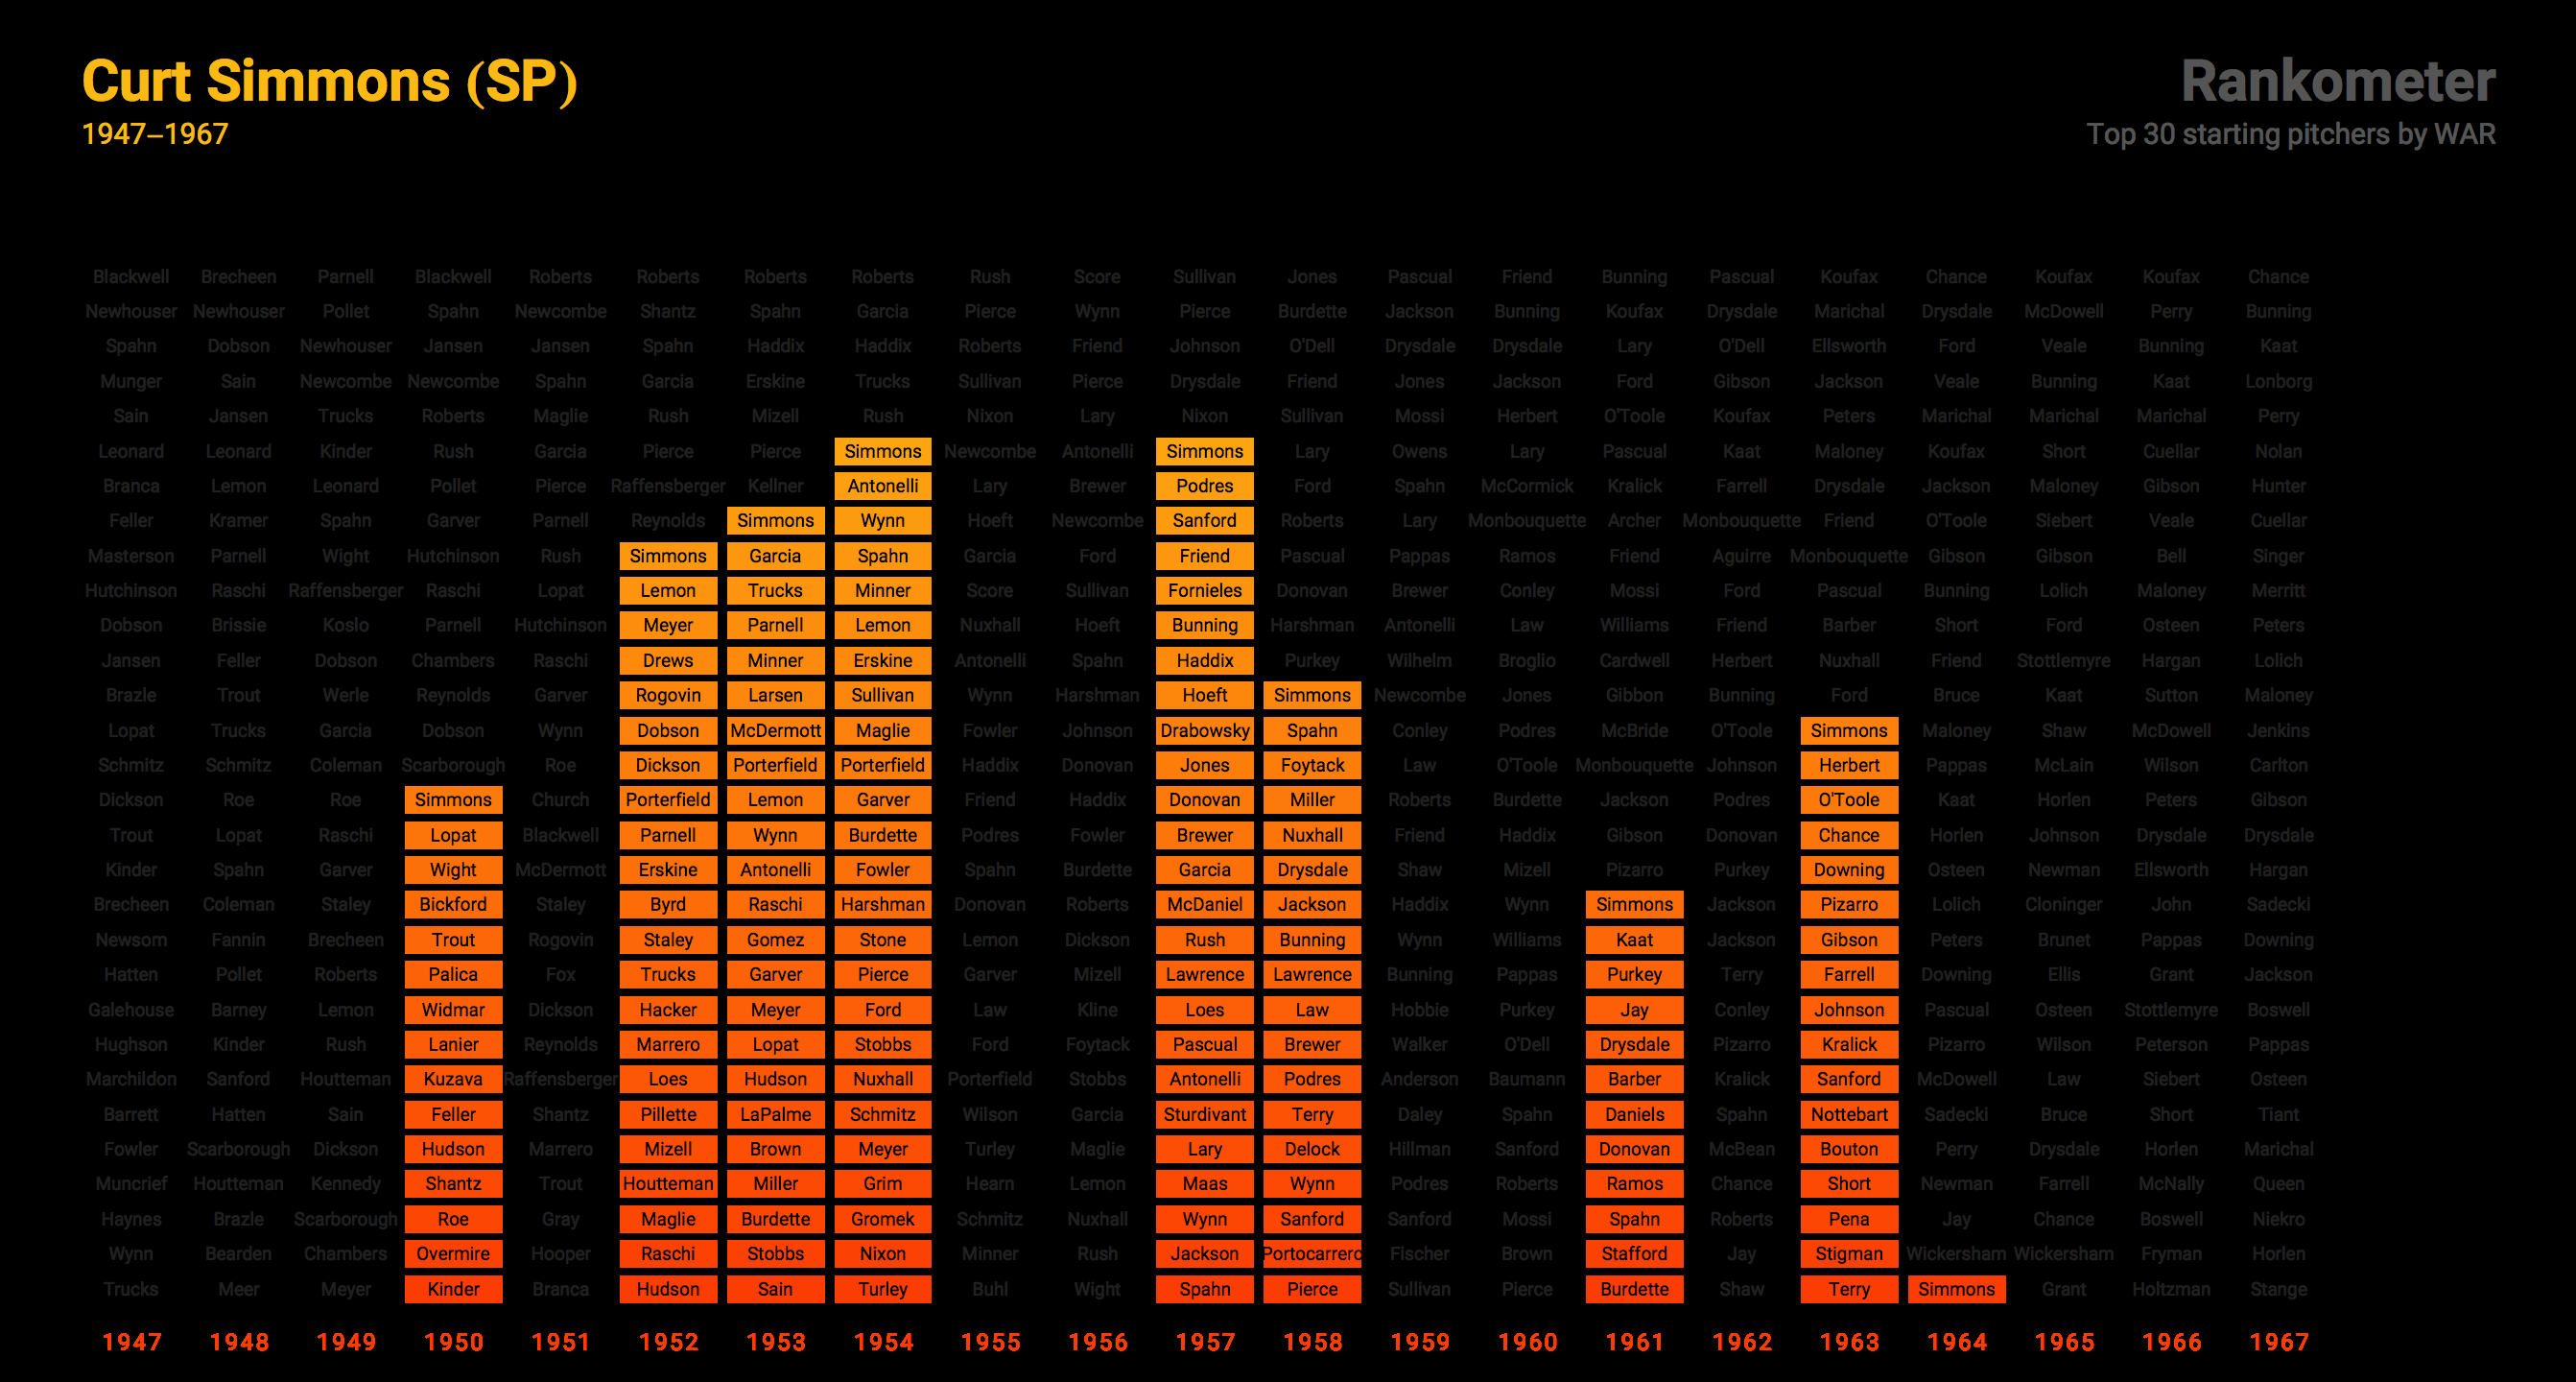 Curt Simmons (SP)
1947–1967
Rankometer
Top 30 starting pitchers by WAR
Blackwell Brecheen Parnell Blackwell Roberts Roberts Roberts Roberts Rush Score Sullivan Jones Pascual Friend Bunning Pascual Koufax Chance Koufax Koufax Chance
Newhouser Newhouser Pollet Spahn Newcombe Shantz Spahn Garcia Pierce Wynn Pierce Burdette Jackson Bunning Koufax Drysdale Marichal Drysdale McDowell Perry Bunning
Spahn Dobson Newhouser Jansen Jansen Spahn Haddix Haddix Roberts Friend Johnson O'Dell Drysdale Drysdale Lary O'Dell Ellsworth Ford Veale Bunning Kaat
Munger Sain Newcombe Newcombe Spahn Garcia Erskine Trucks Sullivan Pierce Drysdale Friend Jones Jackson Ford Gibson Jackson Veale Bunning Kaat Lonborg
Sain Jansen Trucks Roberts Maglie Rush Mizell Rush Nixon Lary Nixon Sullivan Mossi Herbert O'Toole Koufax Peters Marichal Marichal Marichal Perry
Leonard Leonard Kinder Rush Garcia Pierce Pierce Simmons Newcombe Antonelli Simmons Lary Owens Lary Pascual Kaat Maloney Koufax Short Cuellar Nolan
Branca Lemon Leonard Pollet Pierce Raffensberger Kellner Antonelli Lary Brewer Podres Ford Spahn McCormick Kralick Farrell Drysdale Jackson Maloney Gibson Hunter
Feller Kramer Spahn Garver Parnell Reynolds Simmons Wynn Hoeft Newcombe Sanford Roberts Lary Monbouquette Archer Monbouquette Friend O'Toole Siebert Veale Cuellar
Masterson Parnell Wight Hutchinson Rush Simmons Garcia Spahn Garcia Ford Friend Pascual Pappas Ramos Friend Aguirre Monbouquette Gibson Gibson Bell Singer
Hutchinson Raschi Raffensberger Raschi Lopat Lemon Trucks Minner Score Sullivan Fornieles Donovan Brewer Conley Mossi Ford Pascual Bunning Lolich Maloney Merritt
Dobson Brissie Koslo Parnell Hutchinson Meyer Parnell Lemon Nuxhall Hoeft Bunning Harshman Antonelli Law Williams Friend Barber Short Ford Osteen Peters
Jansen Feller Dobson Chambers Raschi Drews Minner Erskine Antonelli Spahn Haddix Purkey Wilhelm Broglio Cardwell Herbert Nuxhall Friend Stottlemyre Hargan Lolich
Brazle Trout Werle Reynolds Garver Rogovin Larsen Sullivan Wynn Harshman Hoeft Simmons Newcombe Jones Gibbon Bunning Ford Bruce Kaat Sutton Maloney
Lopat Trucks Garcia Dobson Wynn Dobson McDermott Maglie Fowler Johnson Drabowsky Spahn Conley Podres McBride O'Toole Simmons Maloney Shaw McDowell Jenkins
Schmitz Schmitz Coleman Scarborough Roe Dickson Porterfield Porterfield Haddix Donovan Jones Foytack Law O'Toole Monbouquette Johnson Herbert Pappas McLain Wilson Carlton
Dickson Roe Roe Simmons Church Porterfield Lemon Garver Friend Haddix Donovan Miller Roberts Burdette Jackson Podres O'Toole Kaat Horlen Peters Gibson
Trout Lopat Raschi Lopat Blackwell Parnell Wynn Burdette Podres Fowler Brewer Nuxhall Friend Haddix Gibson Donovan Chance Horlen Johnson Drysdale Drysdale
Kinder Spahn Garver Wight McDermott Erskine Antonelli Fowler Spahn Burdette Garcia Drysdale Shaw Mizell Pizarro Purkey Downing Osteen Newman Ellsworth Hargan
Brecheen Coleman Staley Bickford Staley Byrd Raschi Harshman Donovan Roberts McDaniel Jackson Haddix Wynn Simmons Jackson Pizarro Lolich Cloninger John Sadecki
Newsom Fannin Brecheen Trout Rogovin Staley Gomez Stone Lemon Dickson Rush Bunning Wynn Williams Kaat Jackson Gibson Peters Brunet Pappas Downing
Hatten Pollet Roberts Palica Fox Trucks Garver Pierce Garver Mizell Lawrence Lawrence Bunning Pappas Purkey Terry Farrell Downing Ellis Grant Jackson
Galehouse Barney Lemon Widmar Dickson Hacker Meyer Ford Law Kline Loes Law Hobbie Purkey Jay Conley Johnson Pascual Osteen Stottlemyre Boswell
Hughson Kinder Rush Lanier Reynolds Marrero Lopat Stobbs Ford Foytack Pascual Brewer Walker O'Dell Drysdale Pizarro Kralick Pizarro Wilson Peterson Pappas
Marchildon Sanford Houtteman Kuzava Raffensberger Loes Hudson Nuxhall Porterfield Stobbs Antonelli Podres Anderson Baumann Barber Kralick Sanford McDowell Law Siebert Osteen
Barrett Hatten Sain Feller Shantz Pillette LaPalme Schmitz Wilson Garcia Sturdivant Terry Daley Spahn Daniels Spahn Nottebart Sadecki Bruce Short Tiant
Fowler Scarborough Dickson Hudson Marrero Mizell Brown Meyer Turley Maglie Lary Delock Hillman Sanford Donovan McBean Bouton Perry Drysdale Horlen Marichal
Muncrief Houtteman Kennedy Shantz Trout Houtteman Miller Grim Hearn Lemon Maas Wynn Podres Roberts Ramos Chance Short Newman Farrell McNally Queen
Haynes Brazle Scarborough Roe Gray Maglie Burdette Gromek Schmitz Nuxhall Wynn Sanford Sanford Mossi Spahn Roberts Pena Jay Chance Boswell Niekro
Wynn Bearden Chambers Overmire Hooper Raschi Stobbs Nixon Minner Rush Jackson Portocarrero Fischer Brown Stafford Jay Stigman Wickersham Wickersham Fryman Horlen
Trucks Meer Meyer Kinder Branca Hudson Sain Turley Buhl Wight Spahn Pierce Sullivan Pierce Burdette Shaw Terry Simmons Grant Holtzman Stange
1947 1948 1949 1950 1951 1952 1953 1954 1955 1956 1957 1958 1959 1960 1961 1962 1963 1964 1965 1966 1967